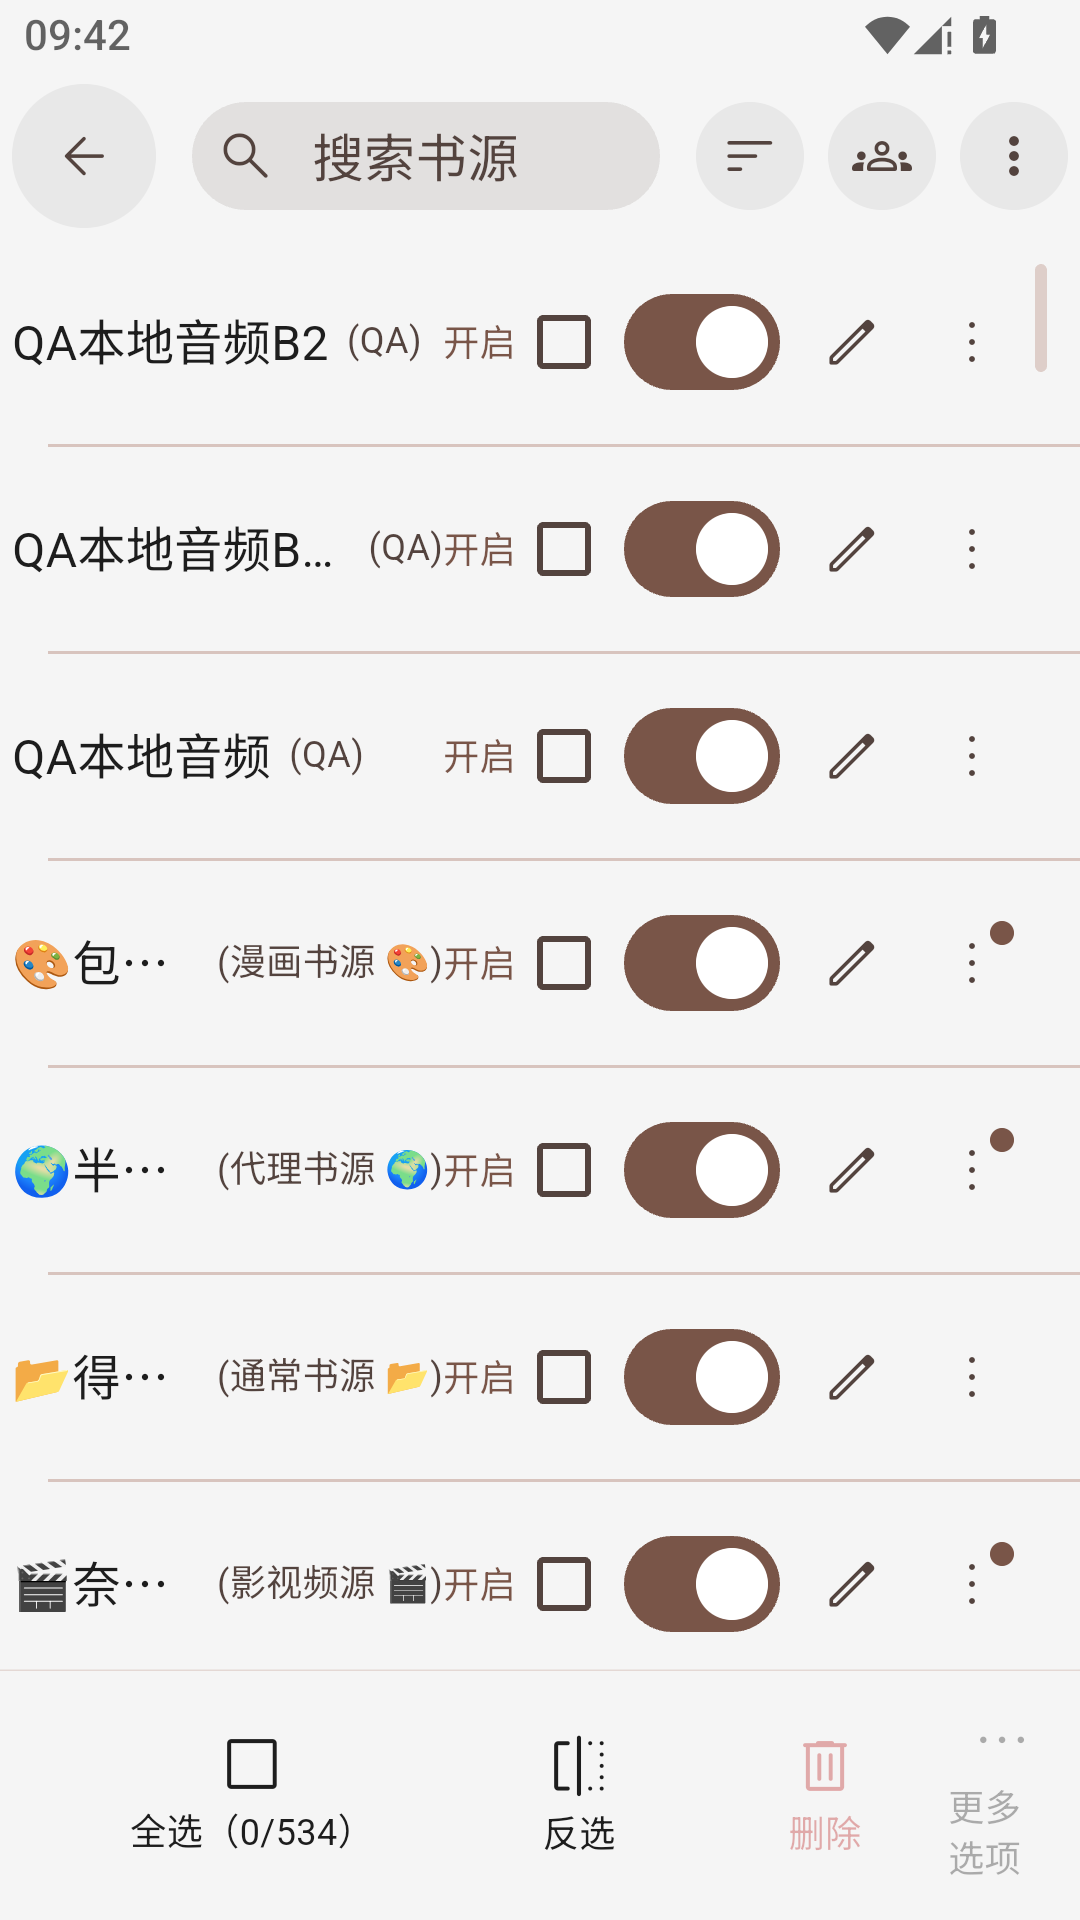 09:42
搜索书源
QA本地音频B2 (QA) 开启
QA本地音频B... (QA)开启
QA本地音频 (QA) 开启
🎨包… (漫画书源 🎨)开启
🌍半… (代理书源 🌍)开启
📂得… (通常书源 📂)开启
🎬奈… (影视频源 🎬)开启
全选（0/534） 反选 删除 更多
选项